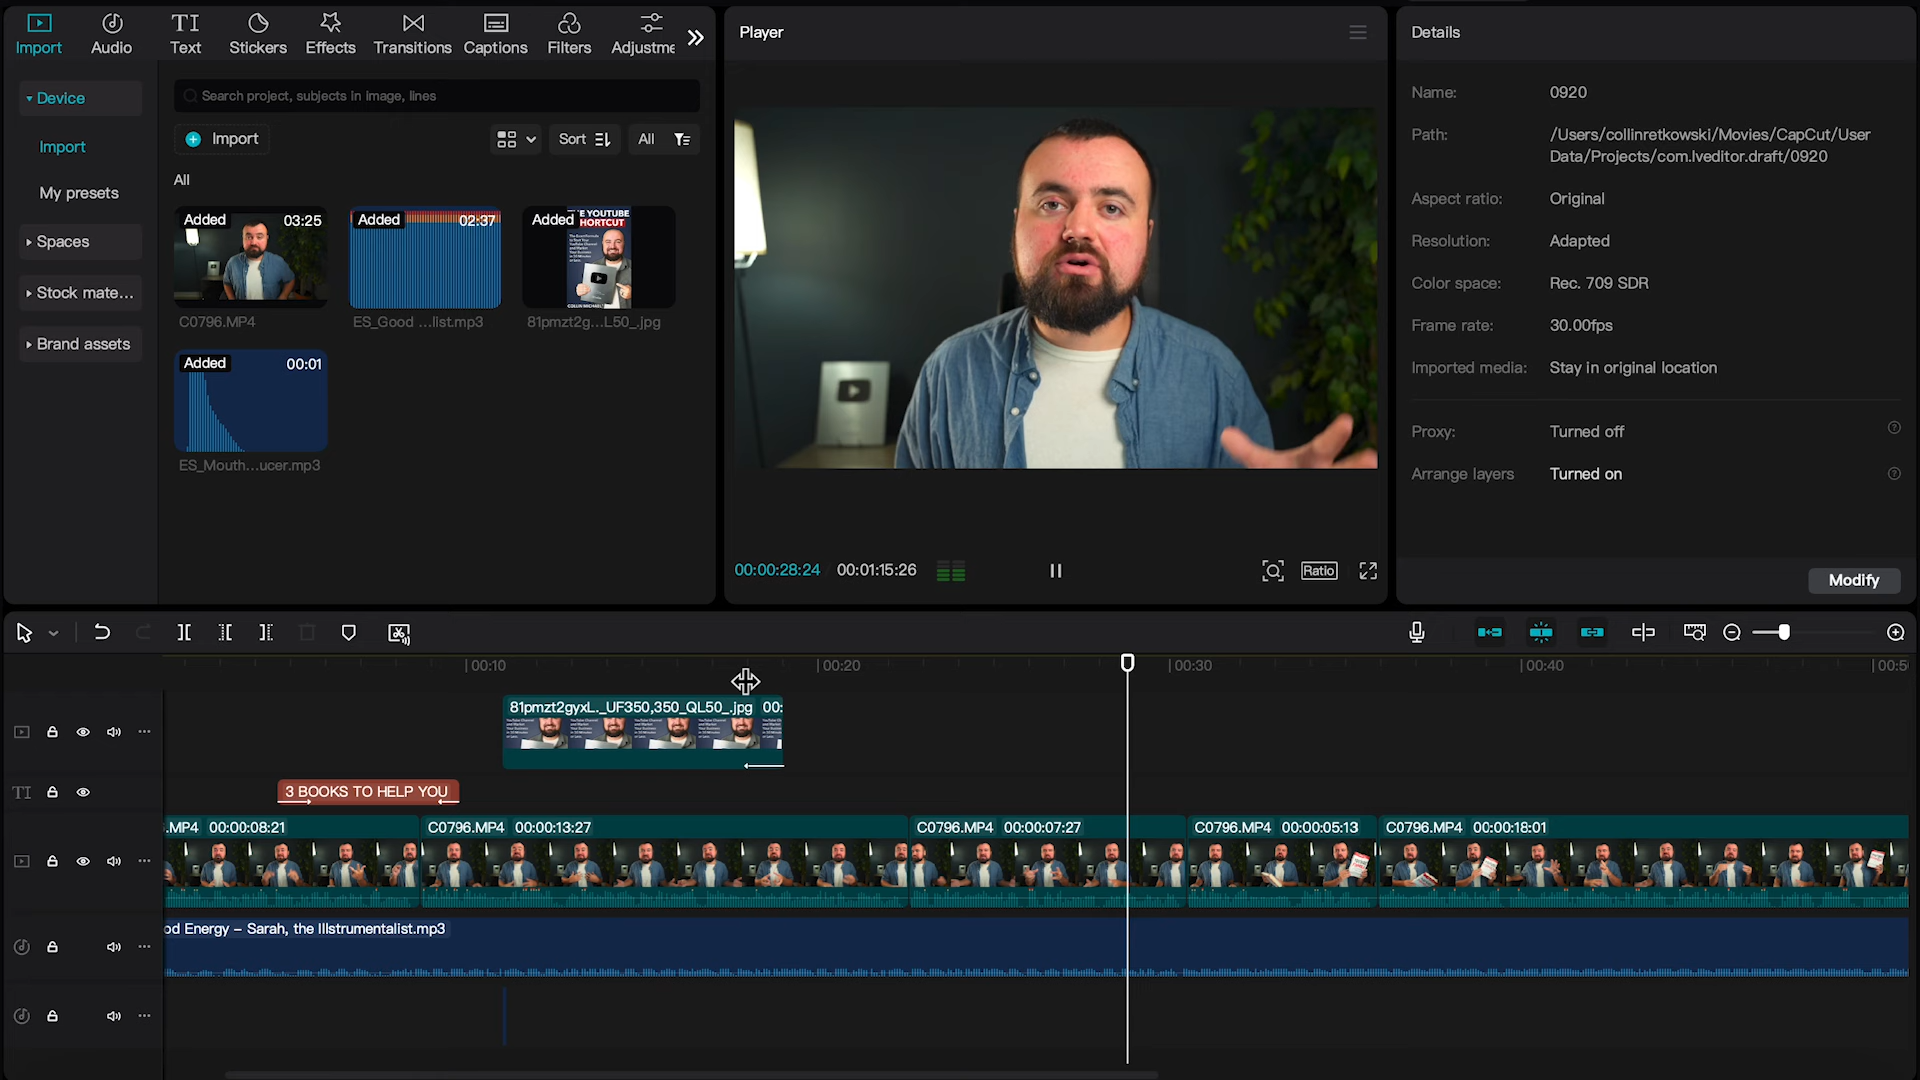 Import
Audio
Text
Stickers
Effects
Transitions
Captions
Filters
Adjustme
Device
Import
My presets
Spaces
Stock mate...
Brand assets
Search project, subjects in image, lines
Import
Sort
All
All
Added 03:25
C0796.MP4
Added 02:37
ES_Good ...list.mp3
Added
E YOUTUBE
HORTCUT
81pmzt2g...L50_.jpg
Added 00:01
ES_Mouth...ucer.mp3
Player
00:00:28:24 00:01:15:26
Ratio
Details
Name: 0920
Path: /Users/collinretkowski/Movies/CapCut/User
Data/Projects/com.lveditor.draft/0920
Aspect ratio: Original
Resolution: Adapted
Color space: Rec. 709 SDR
Frame rate: 30.00fps
Imported media: Stay in original location
Proxy: Turned off
Arrange layers Turned on
Modify
00:10
00:20
00:30
00:40
00:5
81pmzt2gyxL._UF350,350_QL50_.jpg 00:
TI
3 BOOKS TO HELP YOU
.MP4 00:00:08:21
C0796.MP4 00:00:13:27
C0796.MP4 00:00:07:27
C0796.MP4 00:00:05:13
C0796.MP4 00:00:18:01
od Energy – Sarah, the Illstrumentalist.mp3